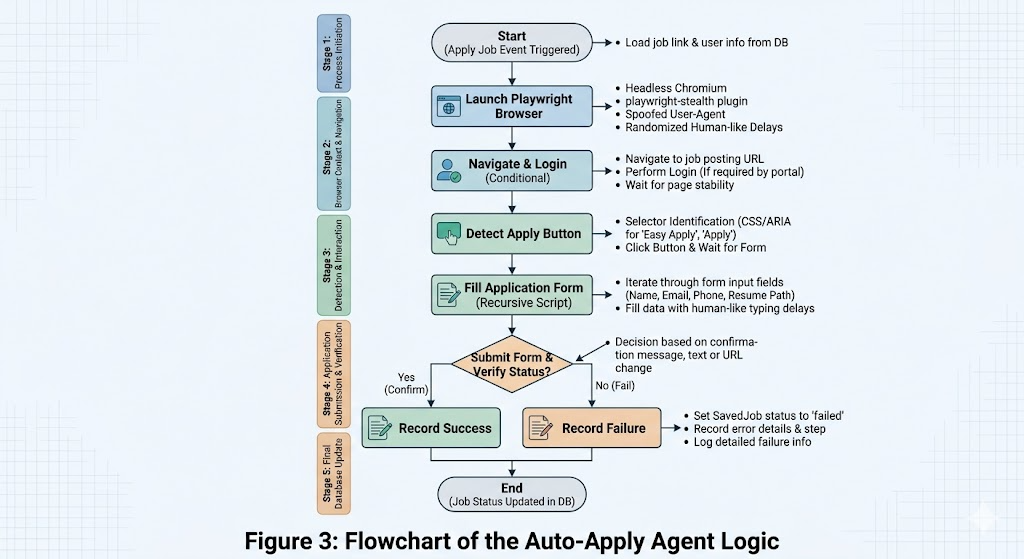 Stage 1:
Process Initiation
Start
(Apply Job Event Triggered)
• Load job link & user info from DB
Stage 2:
Browser Context & Navigation
Launch Playwright
Browser
• Headless Chromium
• playwright-stealth plugin
• Spoofed User-Agent
• Randomized Human-like Delays
Navigate & Login
(Conditional)
• Navigate to job posting URL
• Perform Login (If required by portal)
• Wait for page stability
Stage 3:
Detection & Interaction
Detect Apply Button
• Selector Identification (CSS/ARIA
for 'Easy Apply', 'Apply')
• Click Button & Wait for Form
Fill Application Form
(Recursive Script)
• Iterate through form input fields
(Name, Email, Phone, Resume Path)
• Fill data with human-like typing delays
Stage 4: Application
Submission & Verification
Submit Form &
Verify Status?
• Decision based on confirma-
tion message, text or URL
change
Yes
(Confirm)
No (Fail)
Record Success
Record Failure
• Set SavedJob status to 'failed'
• Record error details & step
• Log detailed failure info
Stage 5: Final
Database Update
End
(Job Status Updated in DB)
Figure 3: Flowchart of the Auto-Apply Agent Logic